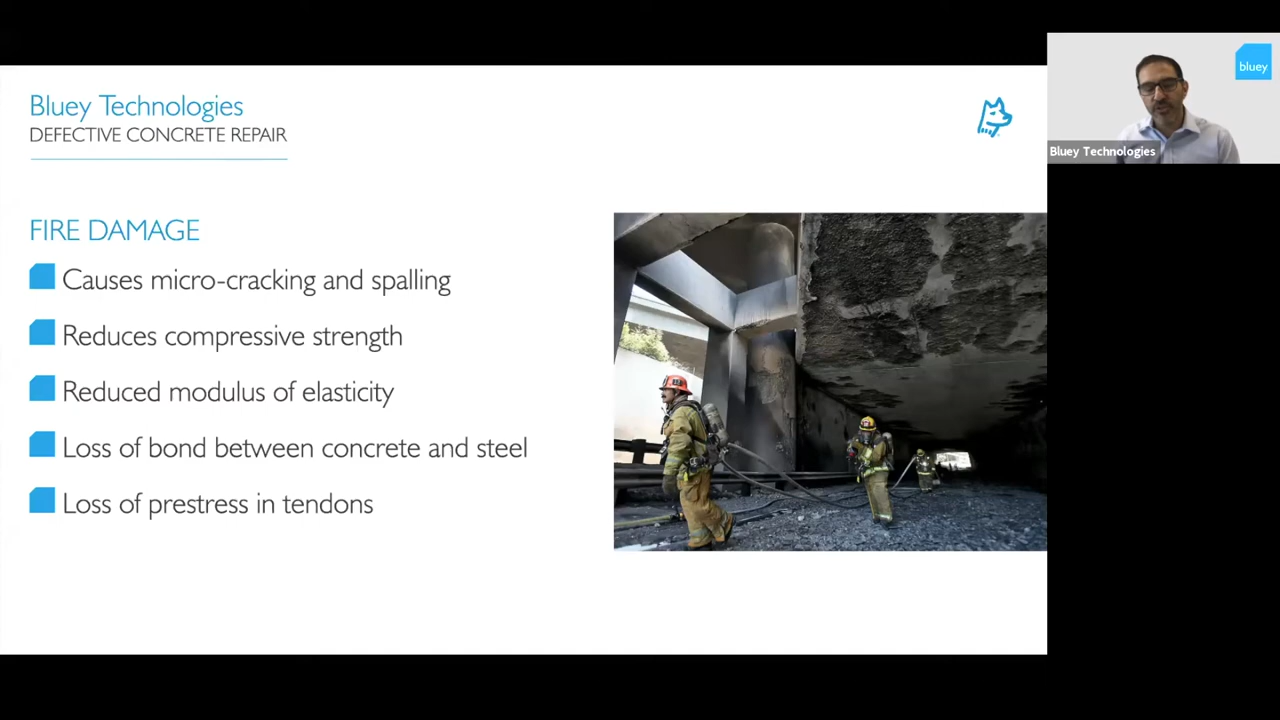 Bluey Technologies
DEFECTIVE CONCRETE REPAIR
FIRE DAMAGE
Causes micro-cracking and spalling
Reduces compressive strength
Reduced modulus of elasticity
Loss of bond between concrete and steel
Loss of prestress in tendons
bluey
Bluey Technologies